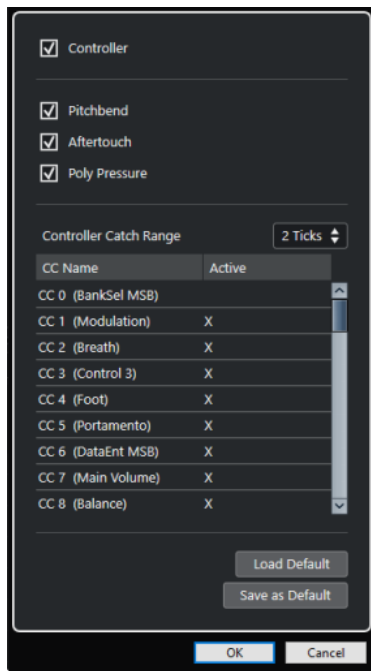 Controller
Pitchbend
Aftertouch
Poly Pressure
Controller Catch Range 2 Ticks
CC Name Active
CC 0 (BankSel MSB)
CC 1 (Modulation) X
CC 2 (Breath) X
CC 3 (Control 3) X
CC 4 (Foot) X
CC 5 (Portamento) X
CC 6 (DataEnt MSB) X
CC 7 (Main Volume) X
CC 8 (Balance) X
Load Default
Save as Default
OK Cancel